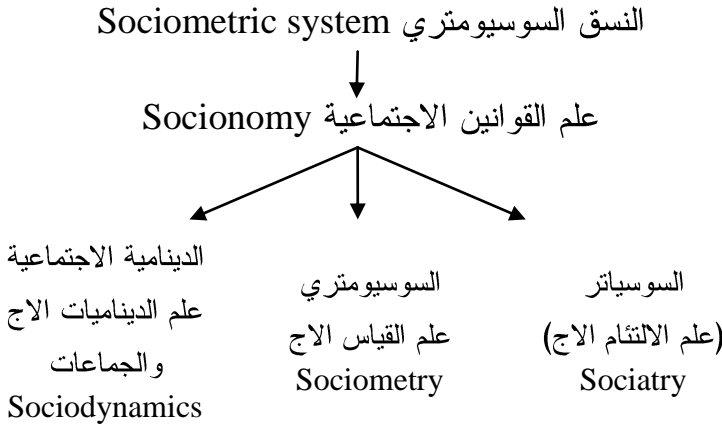 النسق السوسيومتري Sociometric system
علم القوانين الاجتماعية Socionomy
السوسياتر
(علم الالتئام الاج)
Sociatry
السوسيومتري
علم القياس الاج
Sociometry
الدينامية الاجتماعية
علم الديناميات الاج
والجماعات
Sociodynamics